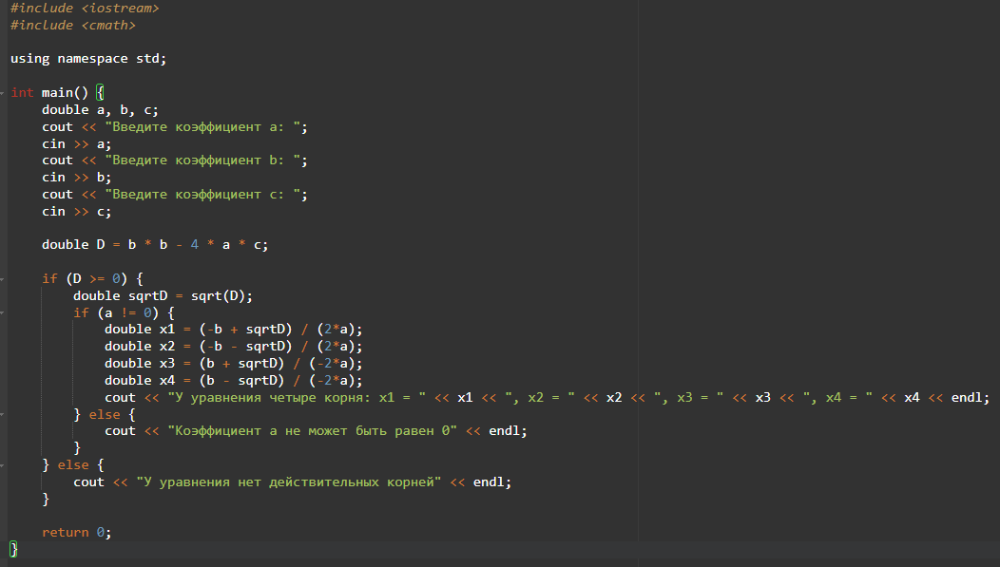 #include <iostream>
#include <cmath>

using namespace std;

int main() {
    double a, b, c;
    cout << "Введите коэффициент a: ";
    cin >> a;
    cout << "Введите коэффициент b: ";
    cin >> b;
    cout << "Введите коэффициент c: ";
    cin >> c;

    double D = b * b - 4 * a * c;

    if (D >= 0) {
        double sqrtD = sqrt(D);
        if (a != 0) {
            double x1 = (-b + sqrtD) / (2*a);
            double x2 = (-b - sqrtD) / (2*a);
            double x3 = (b + sqrtD) / (-2*a);
            double x4 = (b - sqrtD) / (-2*a);
            cout << "У уравнения четыре корня: x1 = " << x1 << ", x2 = " << x2 << ", x3 = " << x3 << ", x4 = " << x4 << endl;
        } else {
            cout << "Коэффициент a не может быть равен 0" << endl;
        }
    } else {
        cout << "У уравнения нет действительных корней" << endl;
    }

    return 0;
}